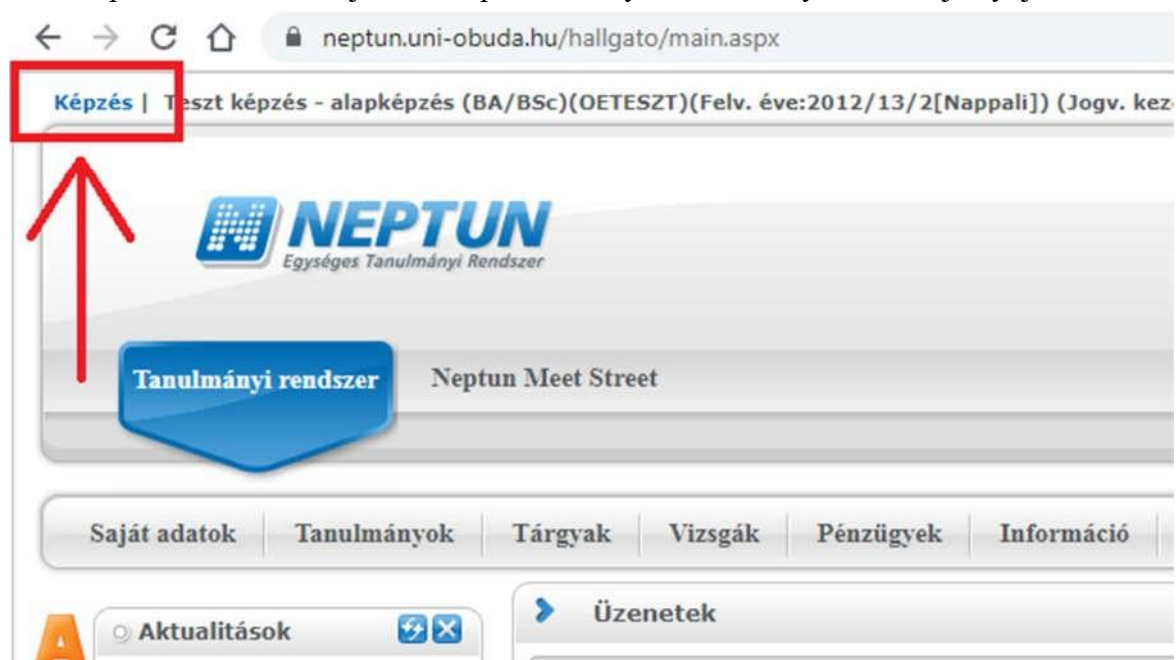 neptun.uni-obuda.hu/hallgato/main.aspx
Képzés | Teszt képzés - alapképzés (BA/BSc)(OETESZT)(Felv. éve:2012/13/2[Nappali]) (Jogv. kez
NEPTUN
Egységes Tanulmányi Rendszer
Tanulmányi rendszer Neptun Meet Street
Saját adatok Tanulmányok Tárgyak Vizsgák Pénzügyek Információ
Aktualitások
Üzenetek